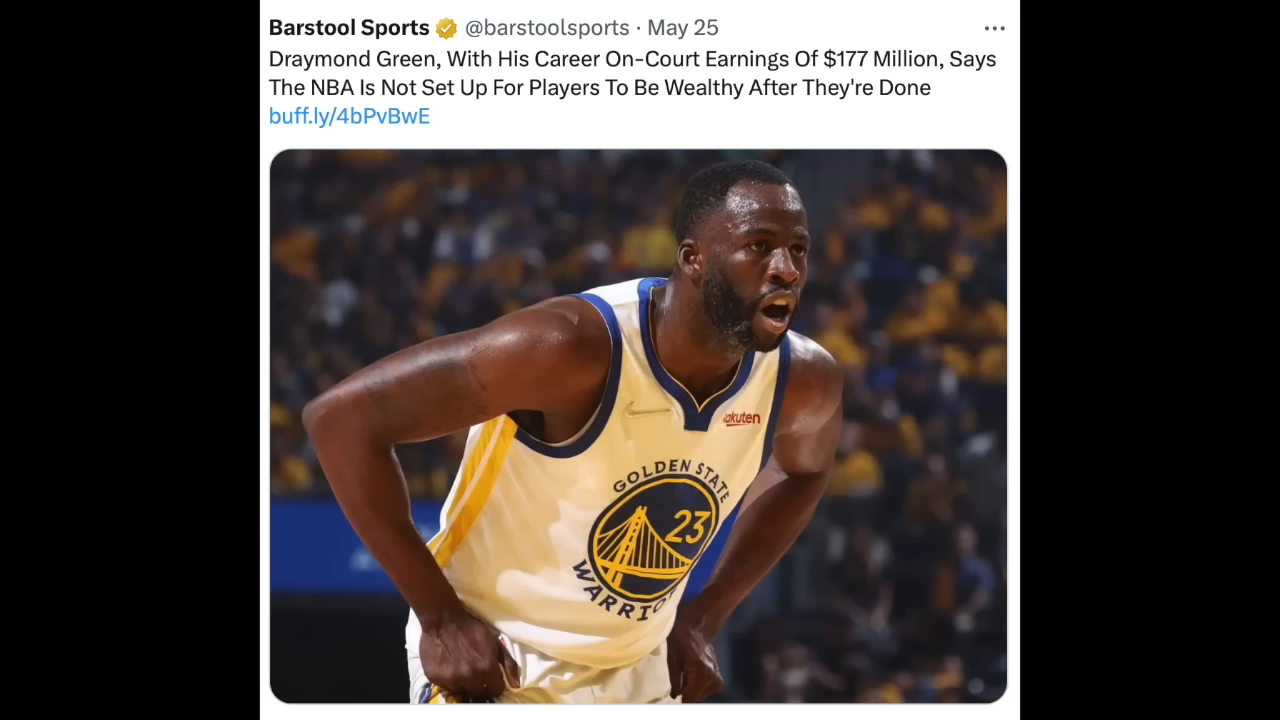 Barstool Sports @barstoolsports · May 25
Draymond Green, With His Career On-Court Earnings Of $177 Million, Says
The NBA Is Not Set Up For Players To Be Wealthy After They're Done
buff.ly/4bPvBwE
akuten
GOLDEN STATE
23
WARRIO